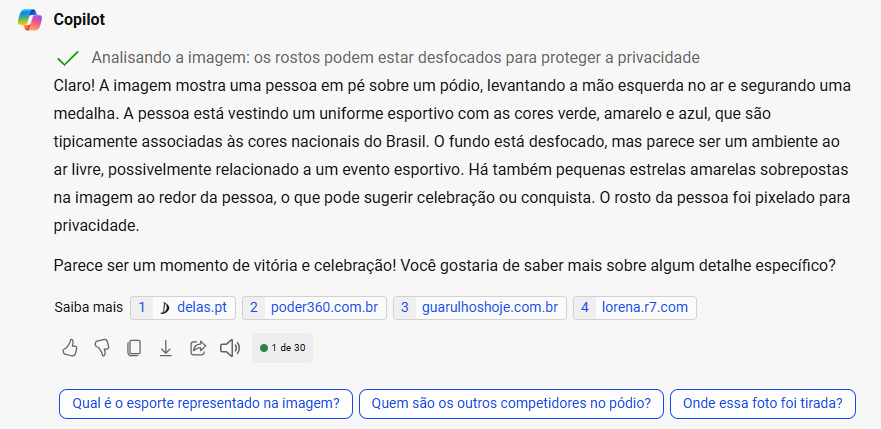 Copilot
Analisando a imagem: os rostos podem estar desfocados para proteger a privacidade
Claro! A imagem mostra uma pessoa em pé sobre um pódio, levantando a mão esquerda no ar e segurando uma
medalha. A pessoa está vestindo um uniforme esportivo com as cores verde, amarelo e azul, que são
tipicamente associadas às cores nacionais do Brasil. O fundo está desfocado, mas parece ser um ambiente ao
ar livre, possivelmente relacionado a um evento esportivo. Há também pequenas estrelas amarelas sobrepostas
na imagem ao redor da pessoa, o que pode sugerir celebração ou conquista. O rosto da pessoa foi pixelado para
privacidade.
Parece ser um momento de vitória e celebração! Você gostaria de saber mais sobre algum detalhe específico?
Saiba mais 1 delas.pt 2 poder360.com.br 3 guarulhoshoje.com.br 4 lorena.r7.com
1 de 30
Qual é o esporte representado na imagem? Quem são os outros competidores no pódio? Onde essa foto foi tirada?